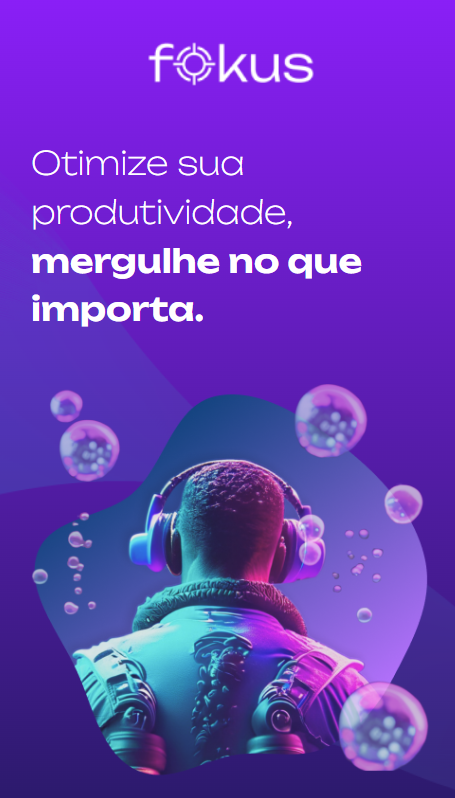 fokus
Otimize sua
produtividade,
mergulhe no que
importa.